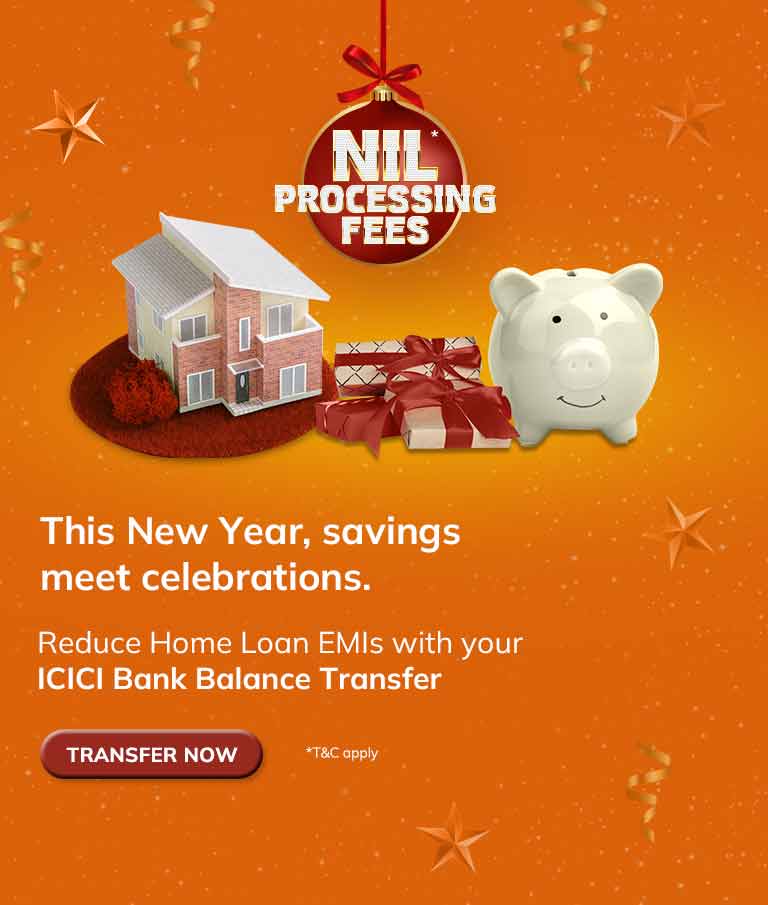 NIL*
PROCESSING
FEES
This New Year, savings
meet celebrations.
Reduce Home Loan EMIs with your
ICICI Bank Balance Transfer
TRANSFER NOW
*T&C apply